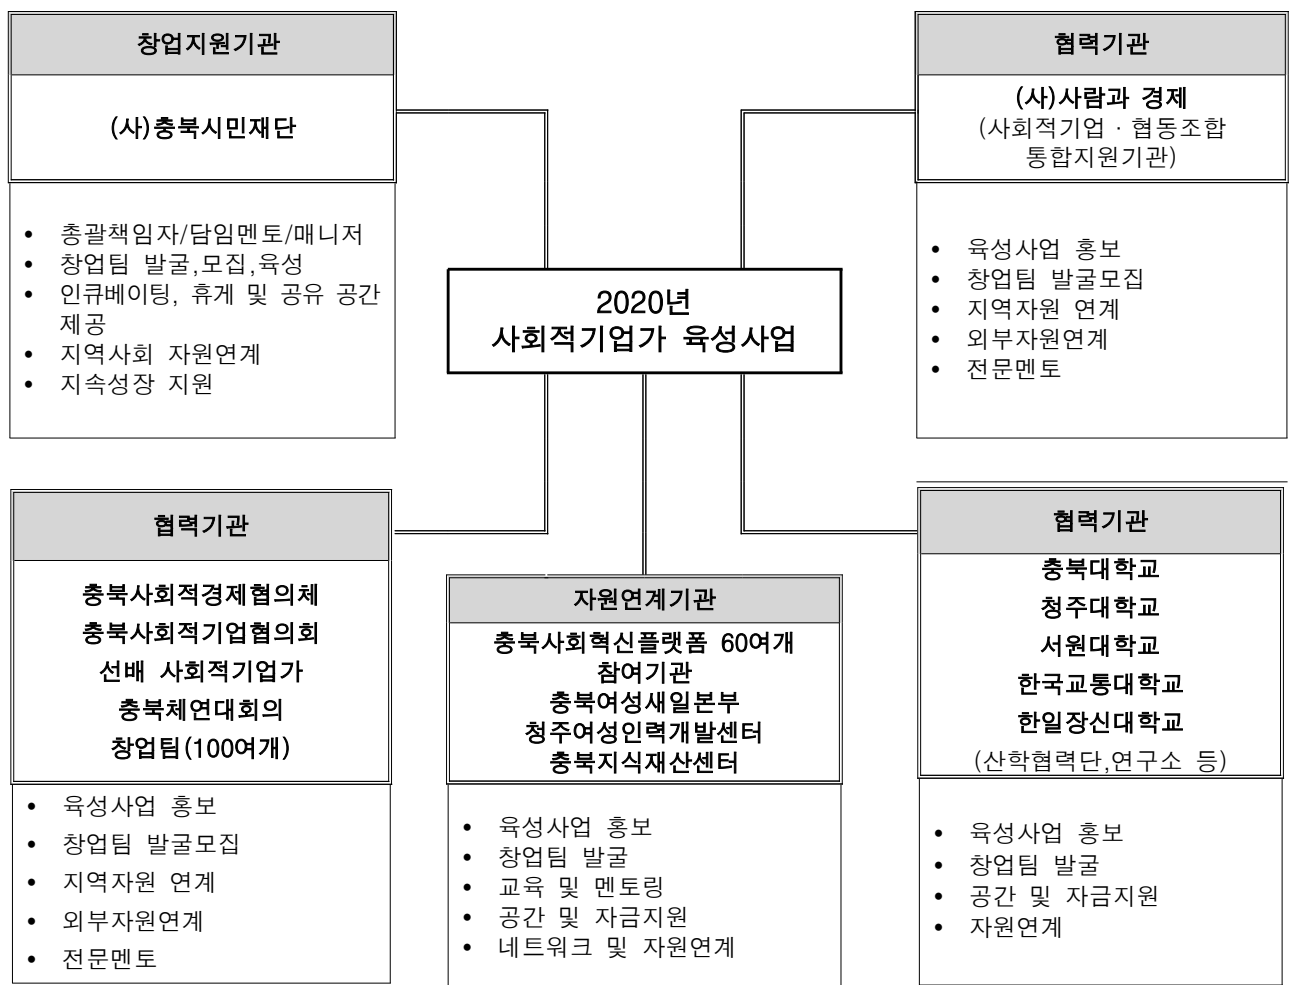 창업지원기관
(사)충북시민재단
• 총괄책임자/담임멘토/매니저
• 창업팀 발굴,모집,육성
• 인큐베이팅, 휴게 및 공유 공간
제공
• 지역사회 자원연계
• 지속성장 지원
협력기관
(사)사람과 경제
(사회적기업 · 협동조합
통합지원기관)
• 육성사업 홍보
• 창업팀 발굴모집
• 지역자원 연계
• 외부자원연계
• 전문멘토
2020년
사회적기업가 육성사업
협력기관
충북사회적경제협의체
충북사회적기업협의회
선배 사회적기업가
충북체연대회의
창업팀(100여개)
• 육성사업 홍보
• 창업팀 발굴모집
• 지역자원 연계
• 외부자원연계
• 전문멘토
자원연계기관
충북사회혁신플랫폼 60여개
참여기관
충북여성새일본부
청주여성인력개발센터
충북지식재산센터
• 육성사업 홍보
• 창업팀 발굴
• 교육 및 멘토링
• 공간 및 자금지원
• 네트워크 및 자원연계
협력기관
충북대학교
청주대학교
서원대학교
한국교통대학교
한일장신대학교
(산학협력단,연구소 등)
• 육성사업 홍보
• 창업팀 발굴
• 공간 및 자금지원
• 자원연계